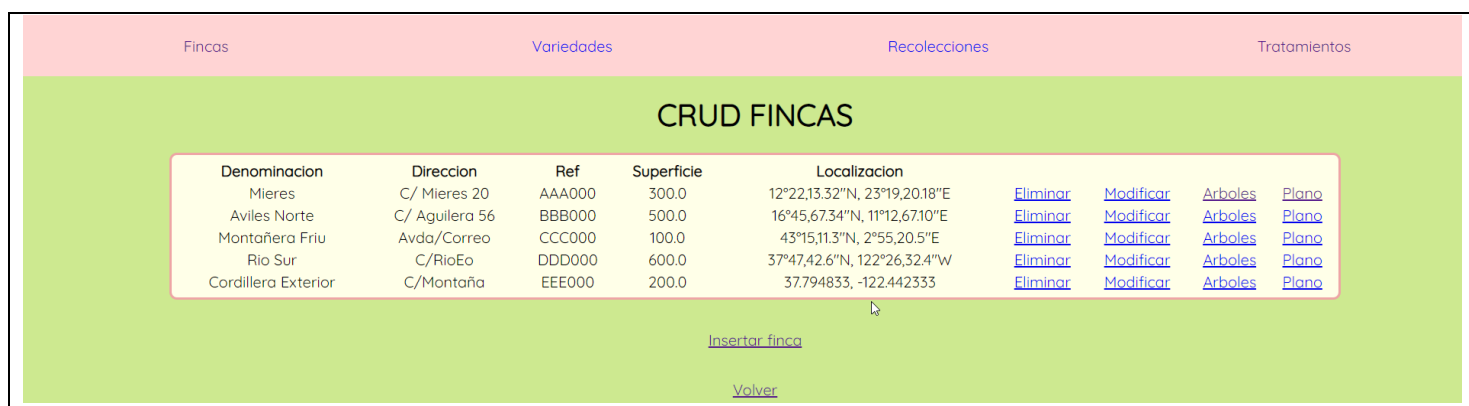 Fincas Variedades Recolecciones Tratamientos
CRUD FINCAS
Denominacion Direccion Ref Superficie Localizacion
Mieres C/ Mieres 20 AAA000 300.0 12°22,13.32"N, 23°19,20.18"E Eliminar Modificar Arboles Plano
Aviles Norte C/ Aguilera 56 BBB000 500.0 16°45,67.34"N, 11°12,67.10"E Eliminar Modificar Arboles Plano
Montañera Friu Avda/Correo CCC000 100.0 43°15,11.3"N, 2°55,20.5"E Eliminar Modificar Arboles Plano
Rio Sur C/RioEo DDD000 600.0 37°47,42.6"N, 122°26,32.4"W Eliminar Modificar Arboles Plano
Cordillera Exterior C/Montaña EEE000 200.0 37.794833, -122.442333 Eliminar Modificar Arboles Plano
Insertar finca
Volver